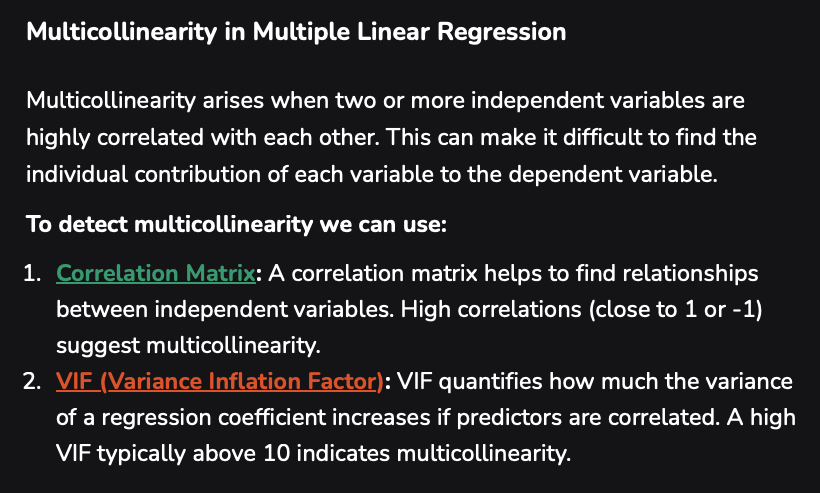 Multicollinearity in Multiple Linear Regression
Multicollinearity arises when two or more independent variables are
highly correlated with each other. This can make it difficult to find the
individual contribution of each variable to the dependent variable.
To detect multicollinearity we can use:
1. Correlation Matrix: A correlation matrix helps to find relationships
between independent variables. High correlations (close to 1 or -1)
suggest multicollinearity.
2. VIF (Variance Inflation Factor): VIF quantifies how much the variance
of a regression coefficient increases if predictors are correlated. A high
VIF typically above 10 indicates multicollinearity.